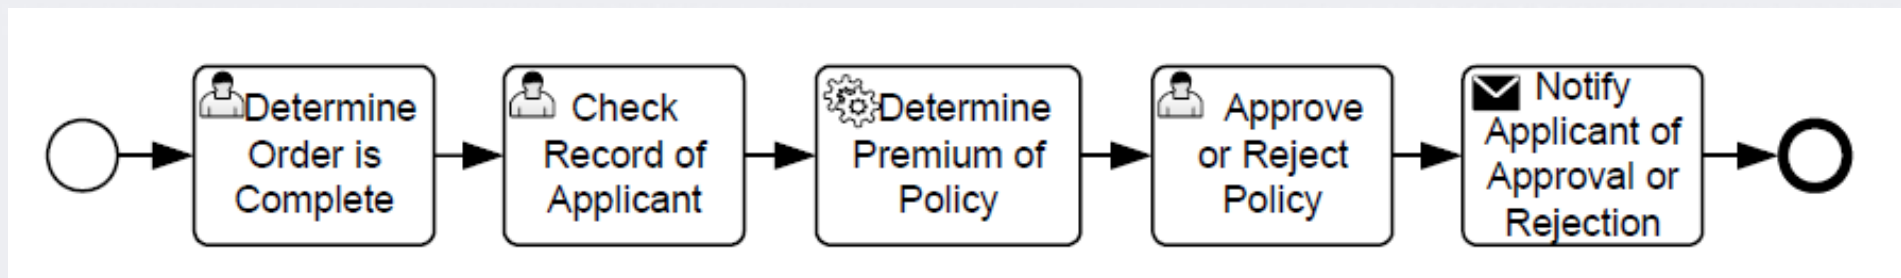 Determine
Order is
Complete
Check
Record of
Applicant
Determine
Premium of
Policy
Approve
or Reject
Policy
Notify
Applicant of
Approval or
Rejection